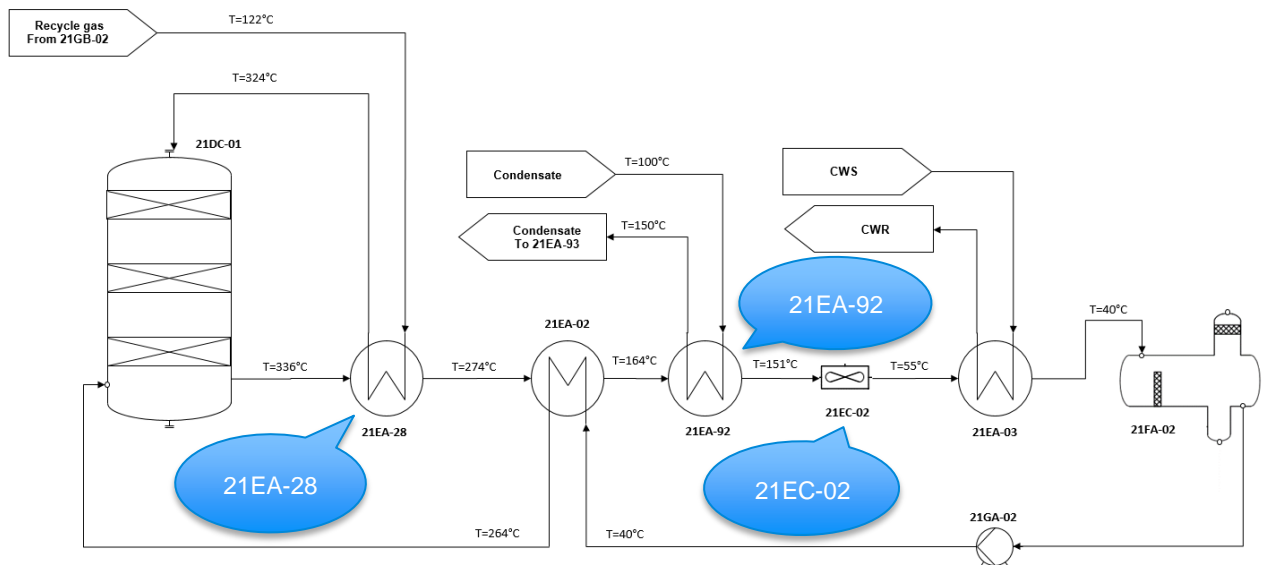 Recycle gas
From 21GB-02
T=122°C
T=324°C
21DC-01
Condensate
T=100°C
CWS
Condensate
To 21EA-93
T=150°C
CWR
21EA-92
T=40°C
21EA-02
T=336°C
T=274°C
T=164°C
T=151°C
T=55°C
21EA-28
21EA-92
21EC-02
21EA-03
21FA-02
21EA-28
21EC-02
T=264°C
T=40°C
21GA-02